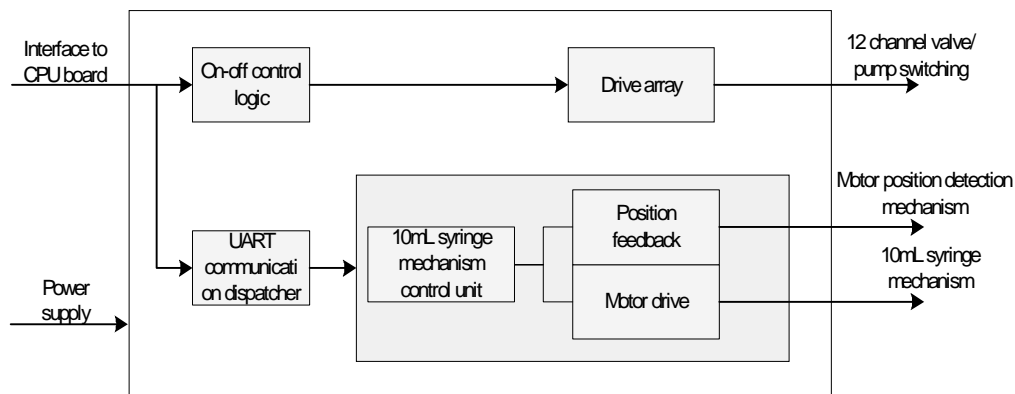 Interface to
CPU board
On-off control
logic
Drive array
12 channel valve/
pump switching
UART
communicati
on dispatcher
10mL syringe
mechanism
control unit
Position
feedback
Motor drive
Motor position detection
mechanism
10mL syringe
mechanism
Power
supply